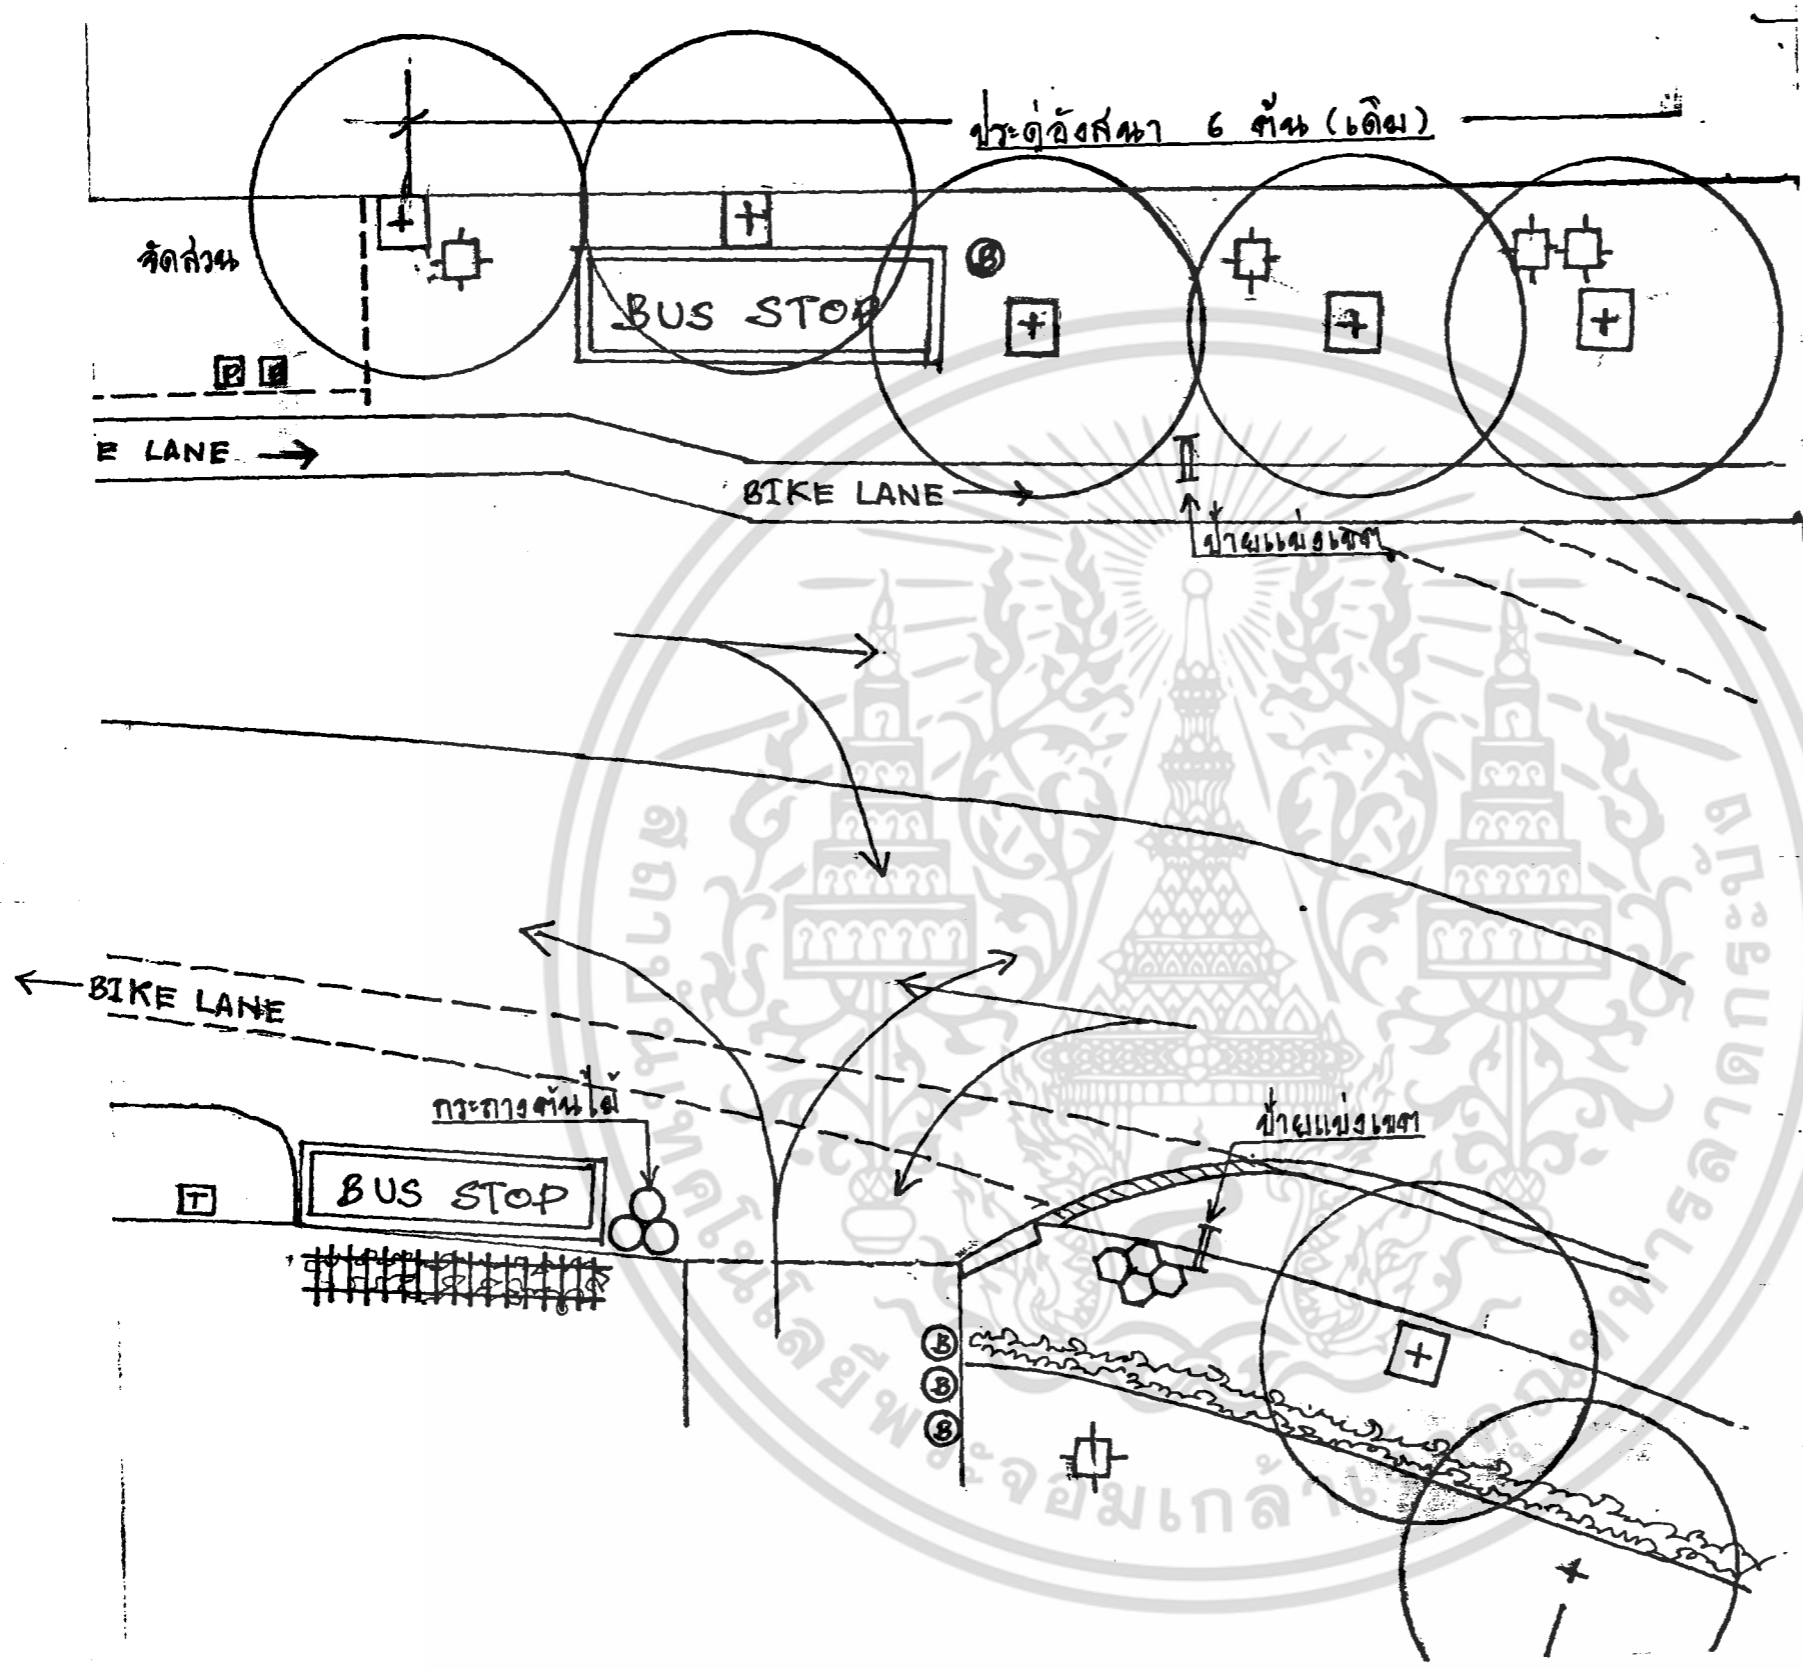 ประดู่อังสนา 6 ต้น (เดิม)
จัดสวน
B
BUS STOP
P
E LANE
BIKE LANE
ป้ายแบ่งเขต
BIKE LANE
กระถางต้นไม้
ป้ายแบ่งเขต
T
BUS STOP
B
B
B